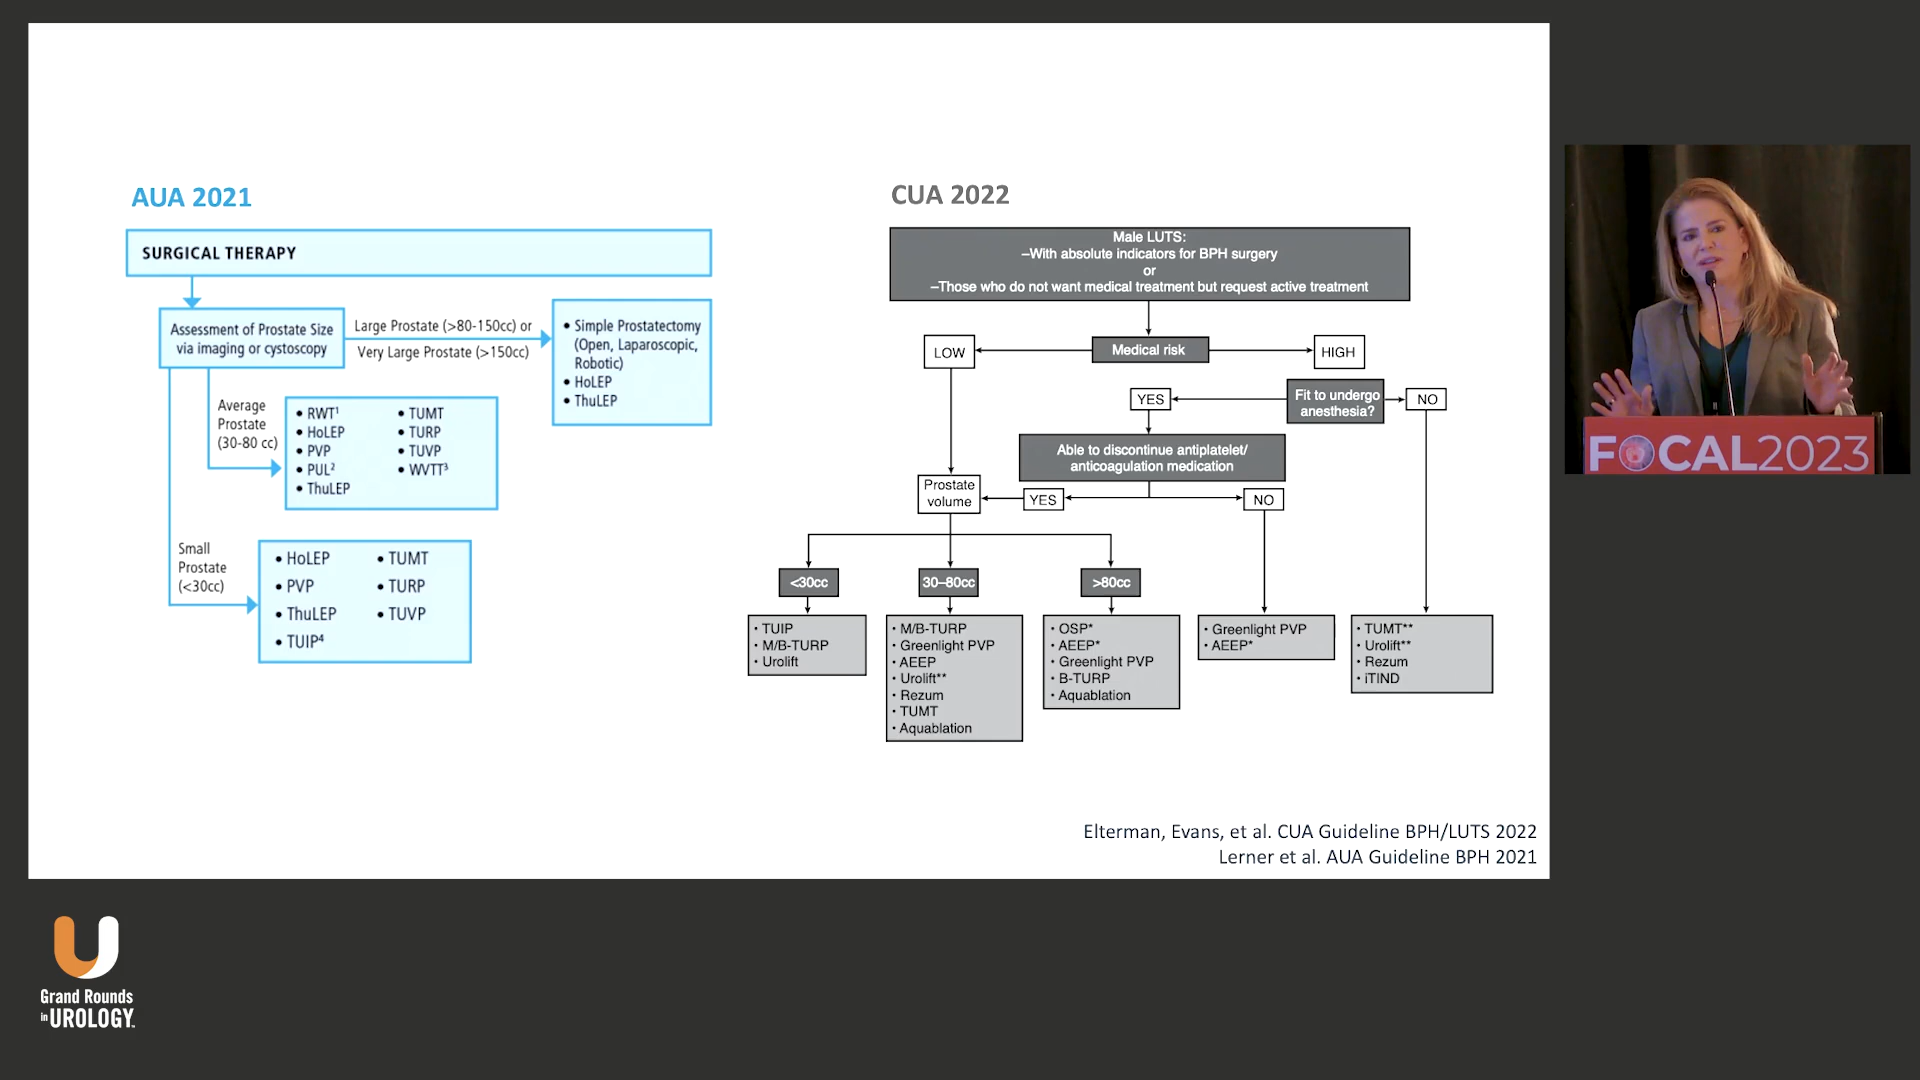 AUA 2021
SURGICAL THERAPY
Assessment of Prostate Size
via imaging or cystoscopy
Large Prostate (>80-150cc) or
Very Large Prostate (>150cc)
• Simple Prostatectomy
(Open, Laparoscopic,
Robotic)
• HoLEP
• ThuLEP
Average
Prostate
(30-80 cc)
• RWT¹
• HoLEP
• PVP
• PUL²
• ThuLEP
• TUMT
• TURP
• TUVP
• WVTT³
Small
Prostate
(<30cc)
• HoLEP
• PVP
• ThuLEP
• TUIP⁴
• TUMT
• TURP
• TUVP
CUA 2022
Male LUTS:
–With absolute indicators for BPH surgery
or
–Those who do not want medical treatment but request active treatment
LOW
Medical risk
HIGH
YES
Fit to undergo
anesthesia?
NO
Able to discontinue antiplatelet/
anticoagulation medication
Prostate
volume
YES
NO
<30cc
30–80cc
>80cc
• TUIP
• M/B-TURP
• Urolift
• M/B-TURP
• Greenlight PVP
• AEEP
• Urolift**
• Rezum
• TUMT
• Aquablation
• OSP*
• AEEP*
• Greenlight PVP
• B-TURP
• Aquablation
• Greenlight PVP
• AEEP*
• TUMT**
• Urolift**
• Rezum
• iTIND
Elterman, Evans, et al. CUA Guideline BPH/LUTS 2022
Lerner et al. AUA Guideline BPH 2021
FOCAL2023
Grand Rounds
in UROLOGY™